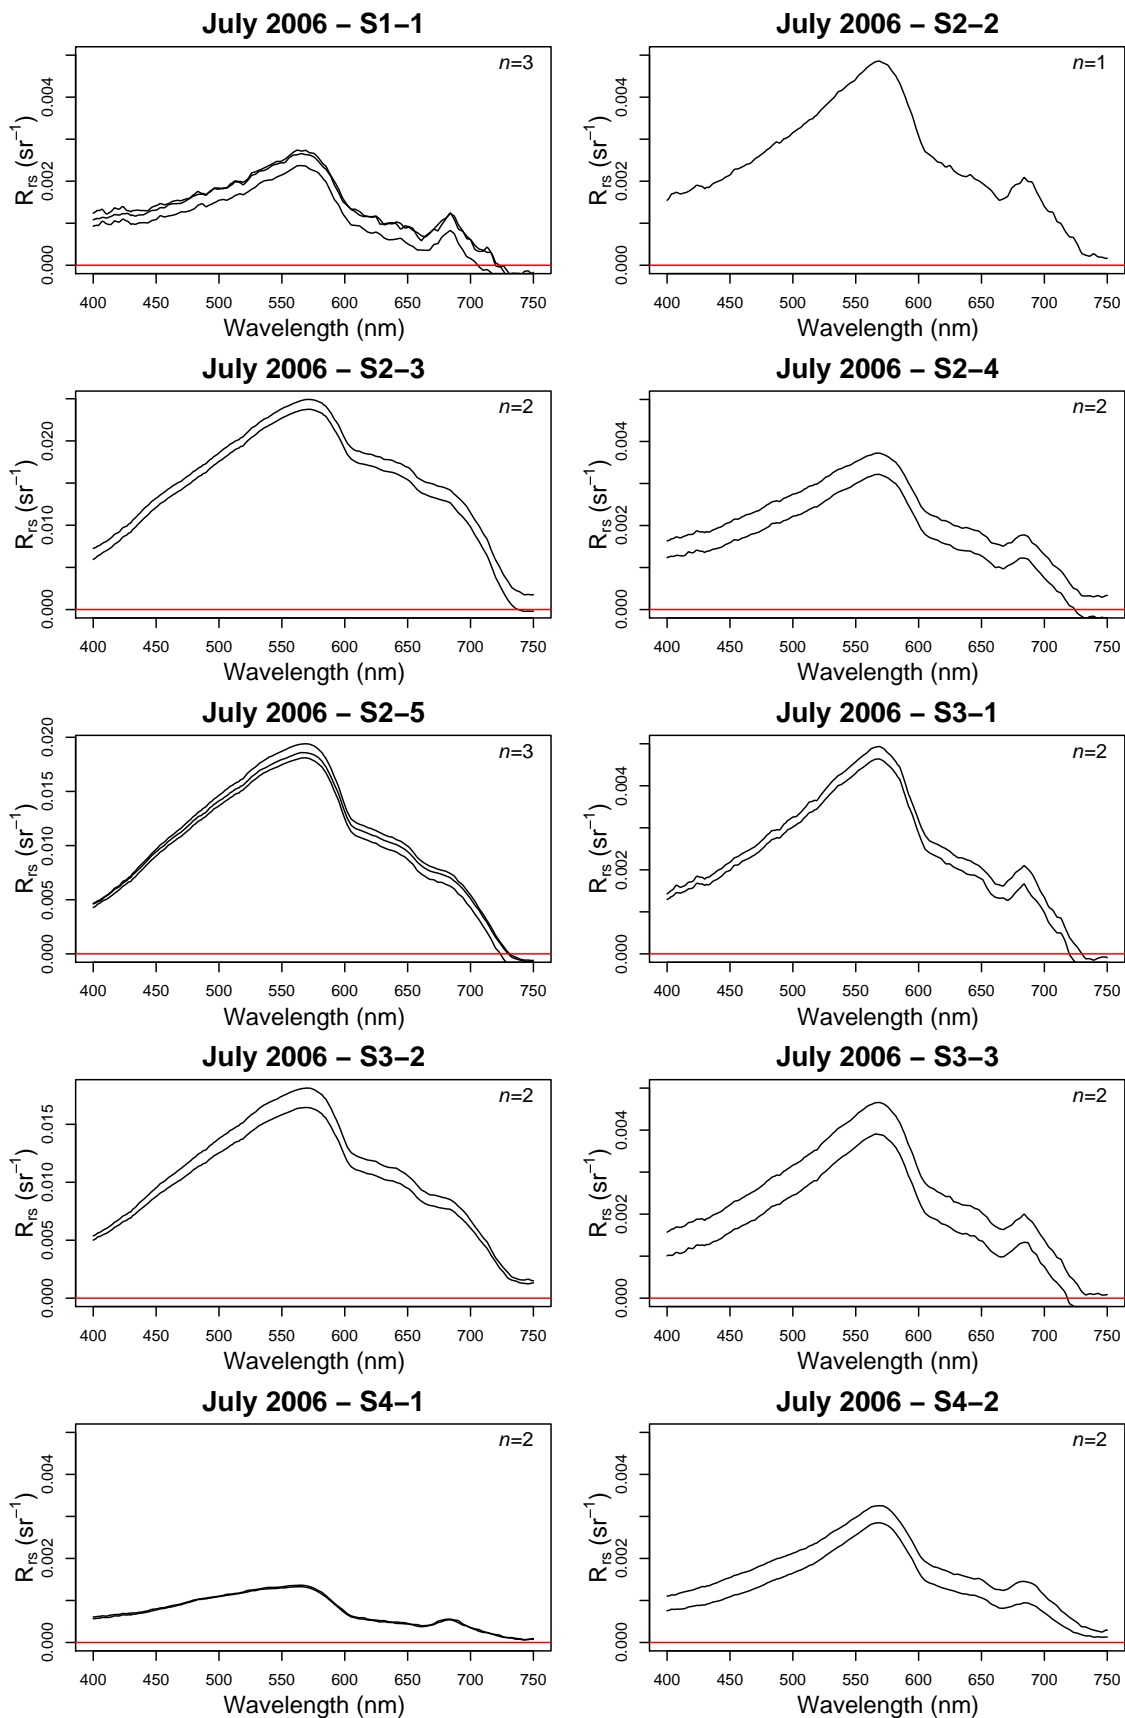 July 2006 – S1–1
n=3
R_rs (sr⁻¹)
0.000 0.002 0.004
400 450 500 550 600 650 700 750
Wavelength (nm)
July 2006 – S2–2
n=1
R_rs (sr⁻¹)
0.000 0.002 0.004
400 450 500 550 600 650 700 750
Wavelength (nm)
July 2006 – S2–3
n=2
R_rs (sr⁻¹)
0.000 0.010 0.020
400 450 500 550 600 650 700 750
Wavelength (nm)
July 2006 – S2–4
n=2
R_rs (sr⁻¹)
0.000 0.002 0.004
400 450 500 550 600 650 700 750
Wavelength (nm)
July 2006 – S2–5
n=3
R_rs (sr⁻¹)
0.000 0.005 0.010 0.015 0.020
400 450 500 550 600 650 700 750
Wavelength (nm)
July 2006 – S3–1
n=2
R_rs (sr⁻¹)
0.000 0.002 0.004
400 450 500 550 600 650 700 750
Wavelength (nm)
July 2006 – S3–2
n=2
R_rs (sr⁻¹)
0.000 0.005 0.010 0.015
400 450 500 550 600 650 700 750
Wavelength (nm)
July 2006 – S3–3
n=2
R_rs (sr⁻¹)
0.000 0.002 0.004
400 450 500 550 600 650 700 750
Wavelength (nm)
July 2006 – S4–1
n=2
R_rs (sr⁻¹)
0.000 0.002 0.004
400 450 500 550 600 650 700 750
Wavelength (nm)
July 2006 – S4–2
n=2
R_rs (sr⁻¹)
0.000 0.002 0.004
400 450 500 550 600 650 700 750
Wavelength (nm)